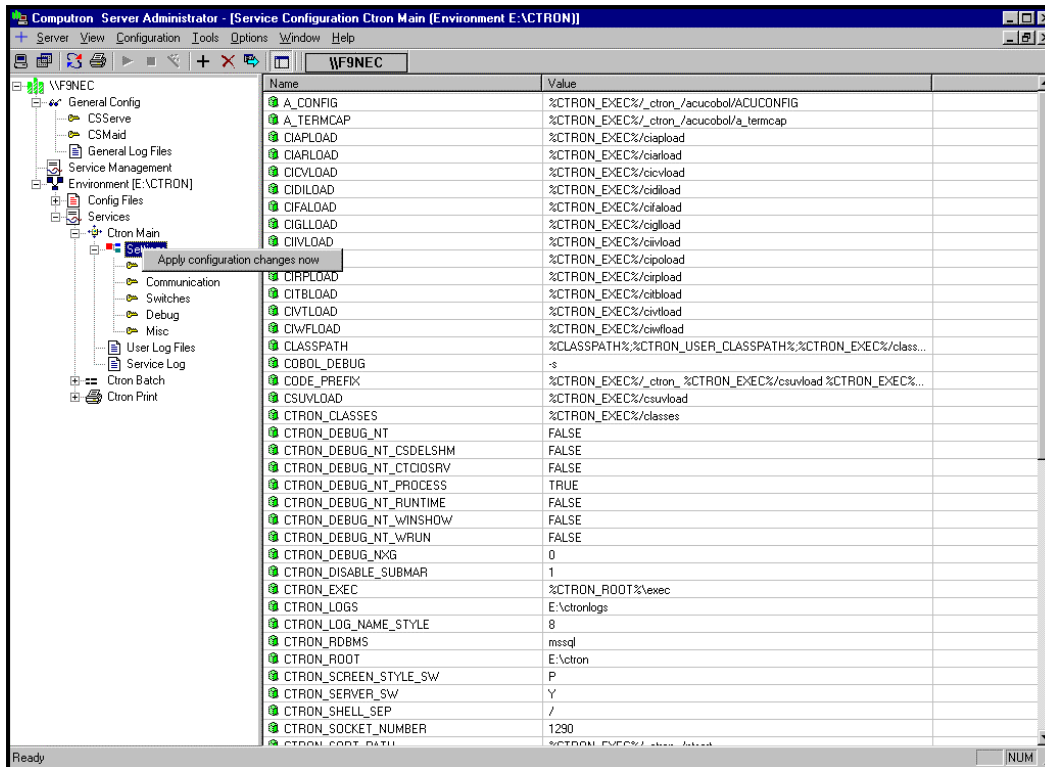 Computron Server Administrator - [Service Configuration Ctron Main (Environment E:\CTRON)]
Server View Configuration Tools Options Window Help
\\F9NEC
\\F9NEC
General Config
CSServe
CSMaid
General Log Files
Service Management
Environment [E:\CTRON]
Config Files
Services
Ctron Main
Apply configuration changes now
Communication
Switches
Debug
Misc
User Log Files
Service Log
Ctron Batch
Ctron Print
Name Value
A_CONFIG %CTRON_EXEC%/_ctron_/acucobol/ACUCONFIG
A_TERMCAP %CTRON_EXEC%/_ctron_/acucobol/a_termcap
CIAPLOAD %CTRON_EXEC%/ciapload
CIARLOAD %CTRON_EXEC%/ciarload
CICVLOAD %CTRON_EXEC%/cicvload
CIDILOAD %CTRON_EXEC%/cidiload
CIFALOAD %CTRON_EXEC%/cifaload
CIGLLOAD %CTRON_EXEC%/ciglload
CIIVLOAD %CTRON_EXEC%/ciivload
%CTRON_EXEC%/cipoload
CIRPLOAD %CTRON_EXEC%/cirpload
CITBLOAD %CTRON_EXEC%/citbload
CIVTLOAD %CTRON_EXEC%/civtload
CIWFLOAD %CTRON_EXEC%/ciwfload
CLASSPATH %CLASSPATH%;%CTRON_USER_CLASSPATH%;%CTRON_EXEC%/class...
COBOL_DEBUG -s
CODE_PREFIX %CTRON_EXEC%/_ctron_ %CTRON_EXEC%/csuvload %CTRON_EXEC%...
CSUVLOAD %CTRON_EXEC%/csuvload
CTRON_CLASSES %CTRON_EXEC%/classes
CTRON_DEBUG_NT FALSE
CTRON_DEBUG_NT_CSDELSHM FALSE
CTRON_DEBUG_NT_CTCIOSRV FALSE
CTRON_DEBUG_NT_PROCESS TRUE
CTRON_DEBUG_NT_RUNTIME FALSE
CTRON_DEBUG_NT_WINSHOW FALSE
CTRON_DEBUG_NT_WRUN FALSE
CTRON_DEBUG_NXG 0
CTRON_DISABLE_SUBMAR 1
CTRON_EXEC %CTRON_ROOT%\exec
CTRON_LOGS E:\ctronlogs
CTRON_LOG_NAME_STYLE 8
CTRON_RDBMS mssql
CTRON_ROOT E:\ctron
CTRON_SCREEN_STYLE_SW P
CTRON_SERVER_SW Y
CTRON_SHELL_SEP /
CTRON_SOCKET_NUMBER 1290
Ready NUM